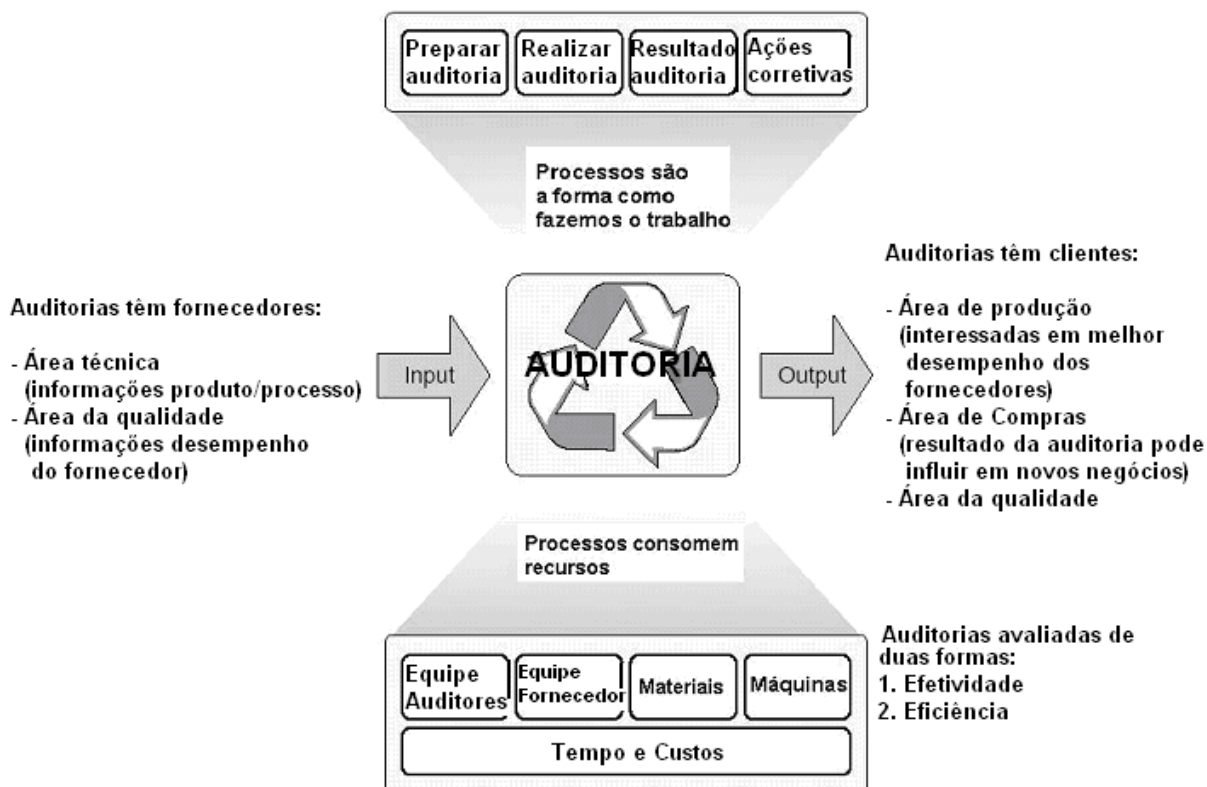 Preparar
auditoria
Realizar
auditoria
Resultado
auditoria
Ações
corretivas
Processos são
a forma como
fazemos o trabalho
Auditorias têm fornecedores:
- Área técnica
(informações produto/processo)
- Área da qualidade
(informações desempenho
do fornecedor)
Input
AUDITORIA
Output
Auditorias têm clientes:
- Área de produção
(interessadas em melhor
desempenho dos
fornecedores)
- Área de Compras
(resultado da auditoria pode
influir em novos negócios)
- Área da qualidade
Processos consomem
recursos
Equipe
Auditores
Equipe
Fornecedor
Materiais
Máquinas
Tempo e Custos
Auditorias avaliadas de
duas formas:
1. Efetividade
2. Eficiência